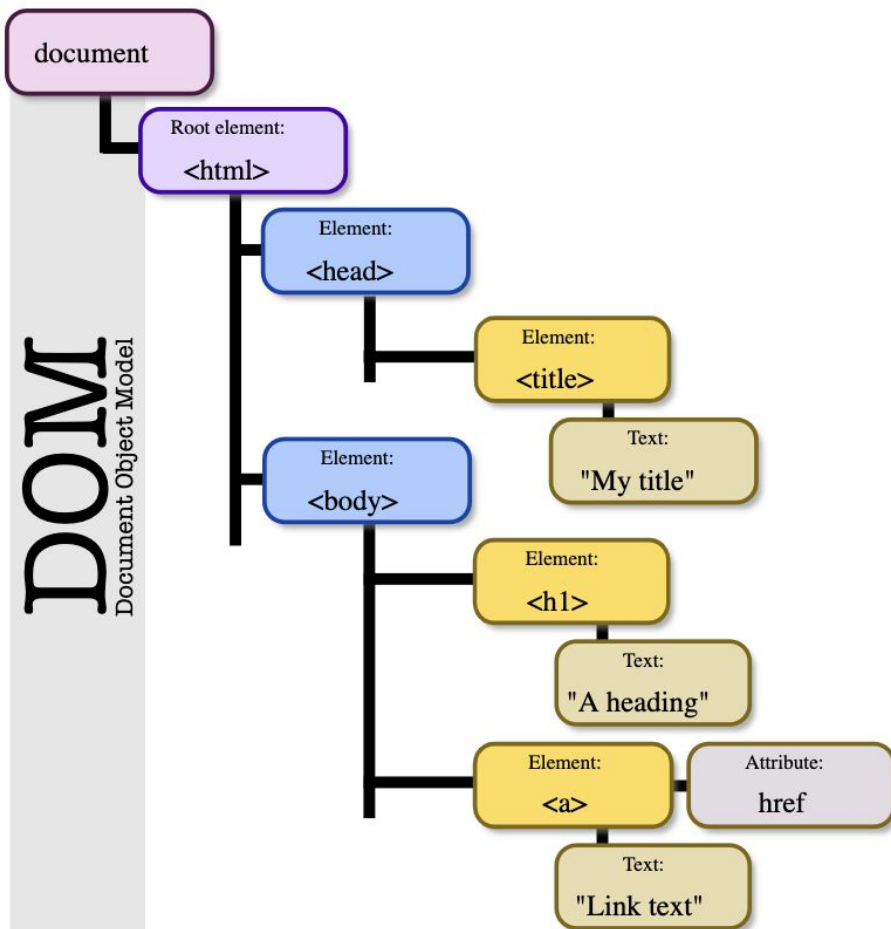 document
Root element:
<html>
Element:
<head>
Element:
<title>
Text:
"My title"
Element:
<body>
Element:
<h1>
Text:
"A heading"
Element:
<a>
Attribute:
href
Text:
"Link text"
DOM
Document Object Model